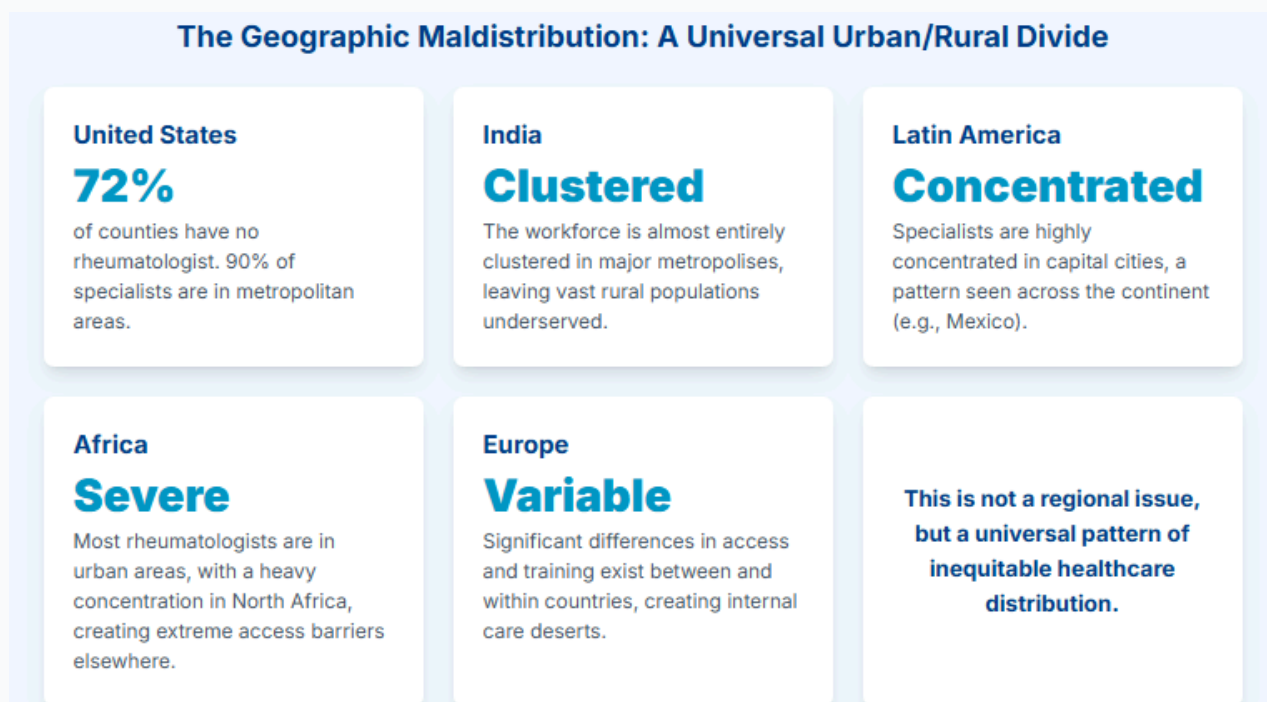 The Geographic Maldistribution: A Universal Urban/Rural Divide
United States
72%
of counties have no
rheumatologist. 90% of
specialists are in metropolitan
areas.
India
Clustered
The workforce is almost entirely
clustered in major metropolises,
leaving vast rural populations
underserved.
Latin America
Concentrated
Specialists are highly
concentrated in capital cities, a
pattern seen across the continent
(e.g., Mexico).
Africa
Severe
Most rheumatologists are in
urban areas, with a heavy
concentration in North Africa,
creating extreme access barriers
elsewhere.
Europe
Variable
Significant differences in access
and training exist between and
within countries, creating internal
care deserts.
This is not a regional issue,
but a universal pattern of
inequitable healthcare
distribution.